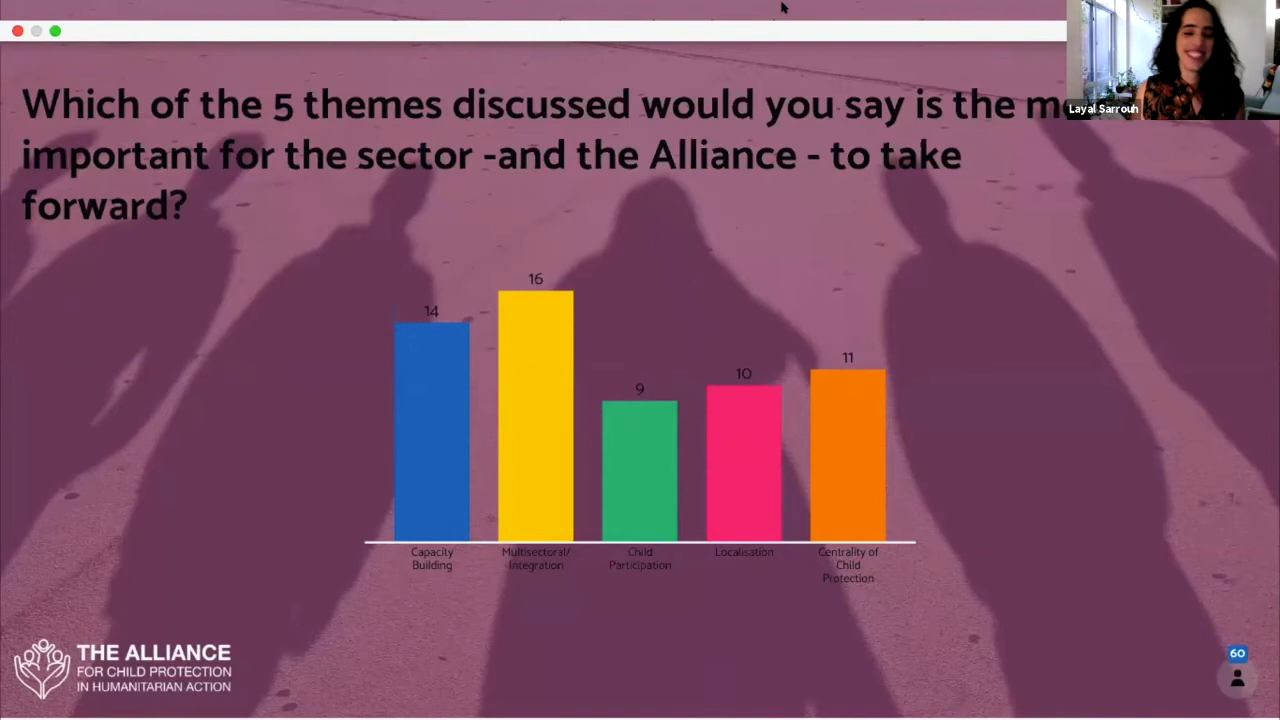 Which of the 5 themes discussed would you say is the
important for the sector -and the Alliance - to take
forward?
Layal Sarrouh
14
16
9
10
11
Capacity
Building
Multisectoral/
Integration
Child
Participation
Localisation
Centrality of
Child
Protection
THE ALLIANCE
FOR CHILD PROTECTION
IN HUMANITARIAN ACTION
60